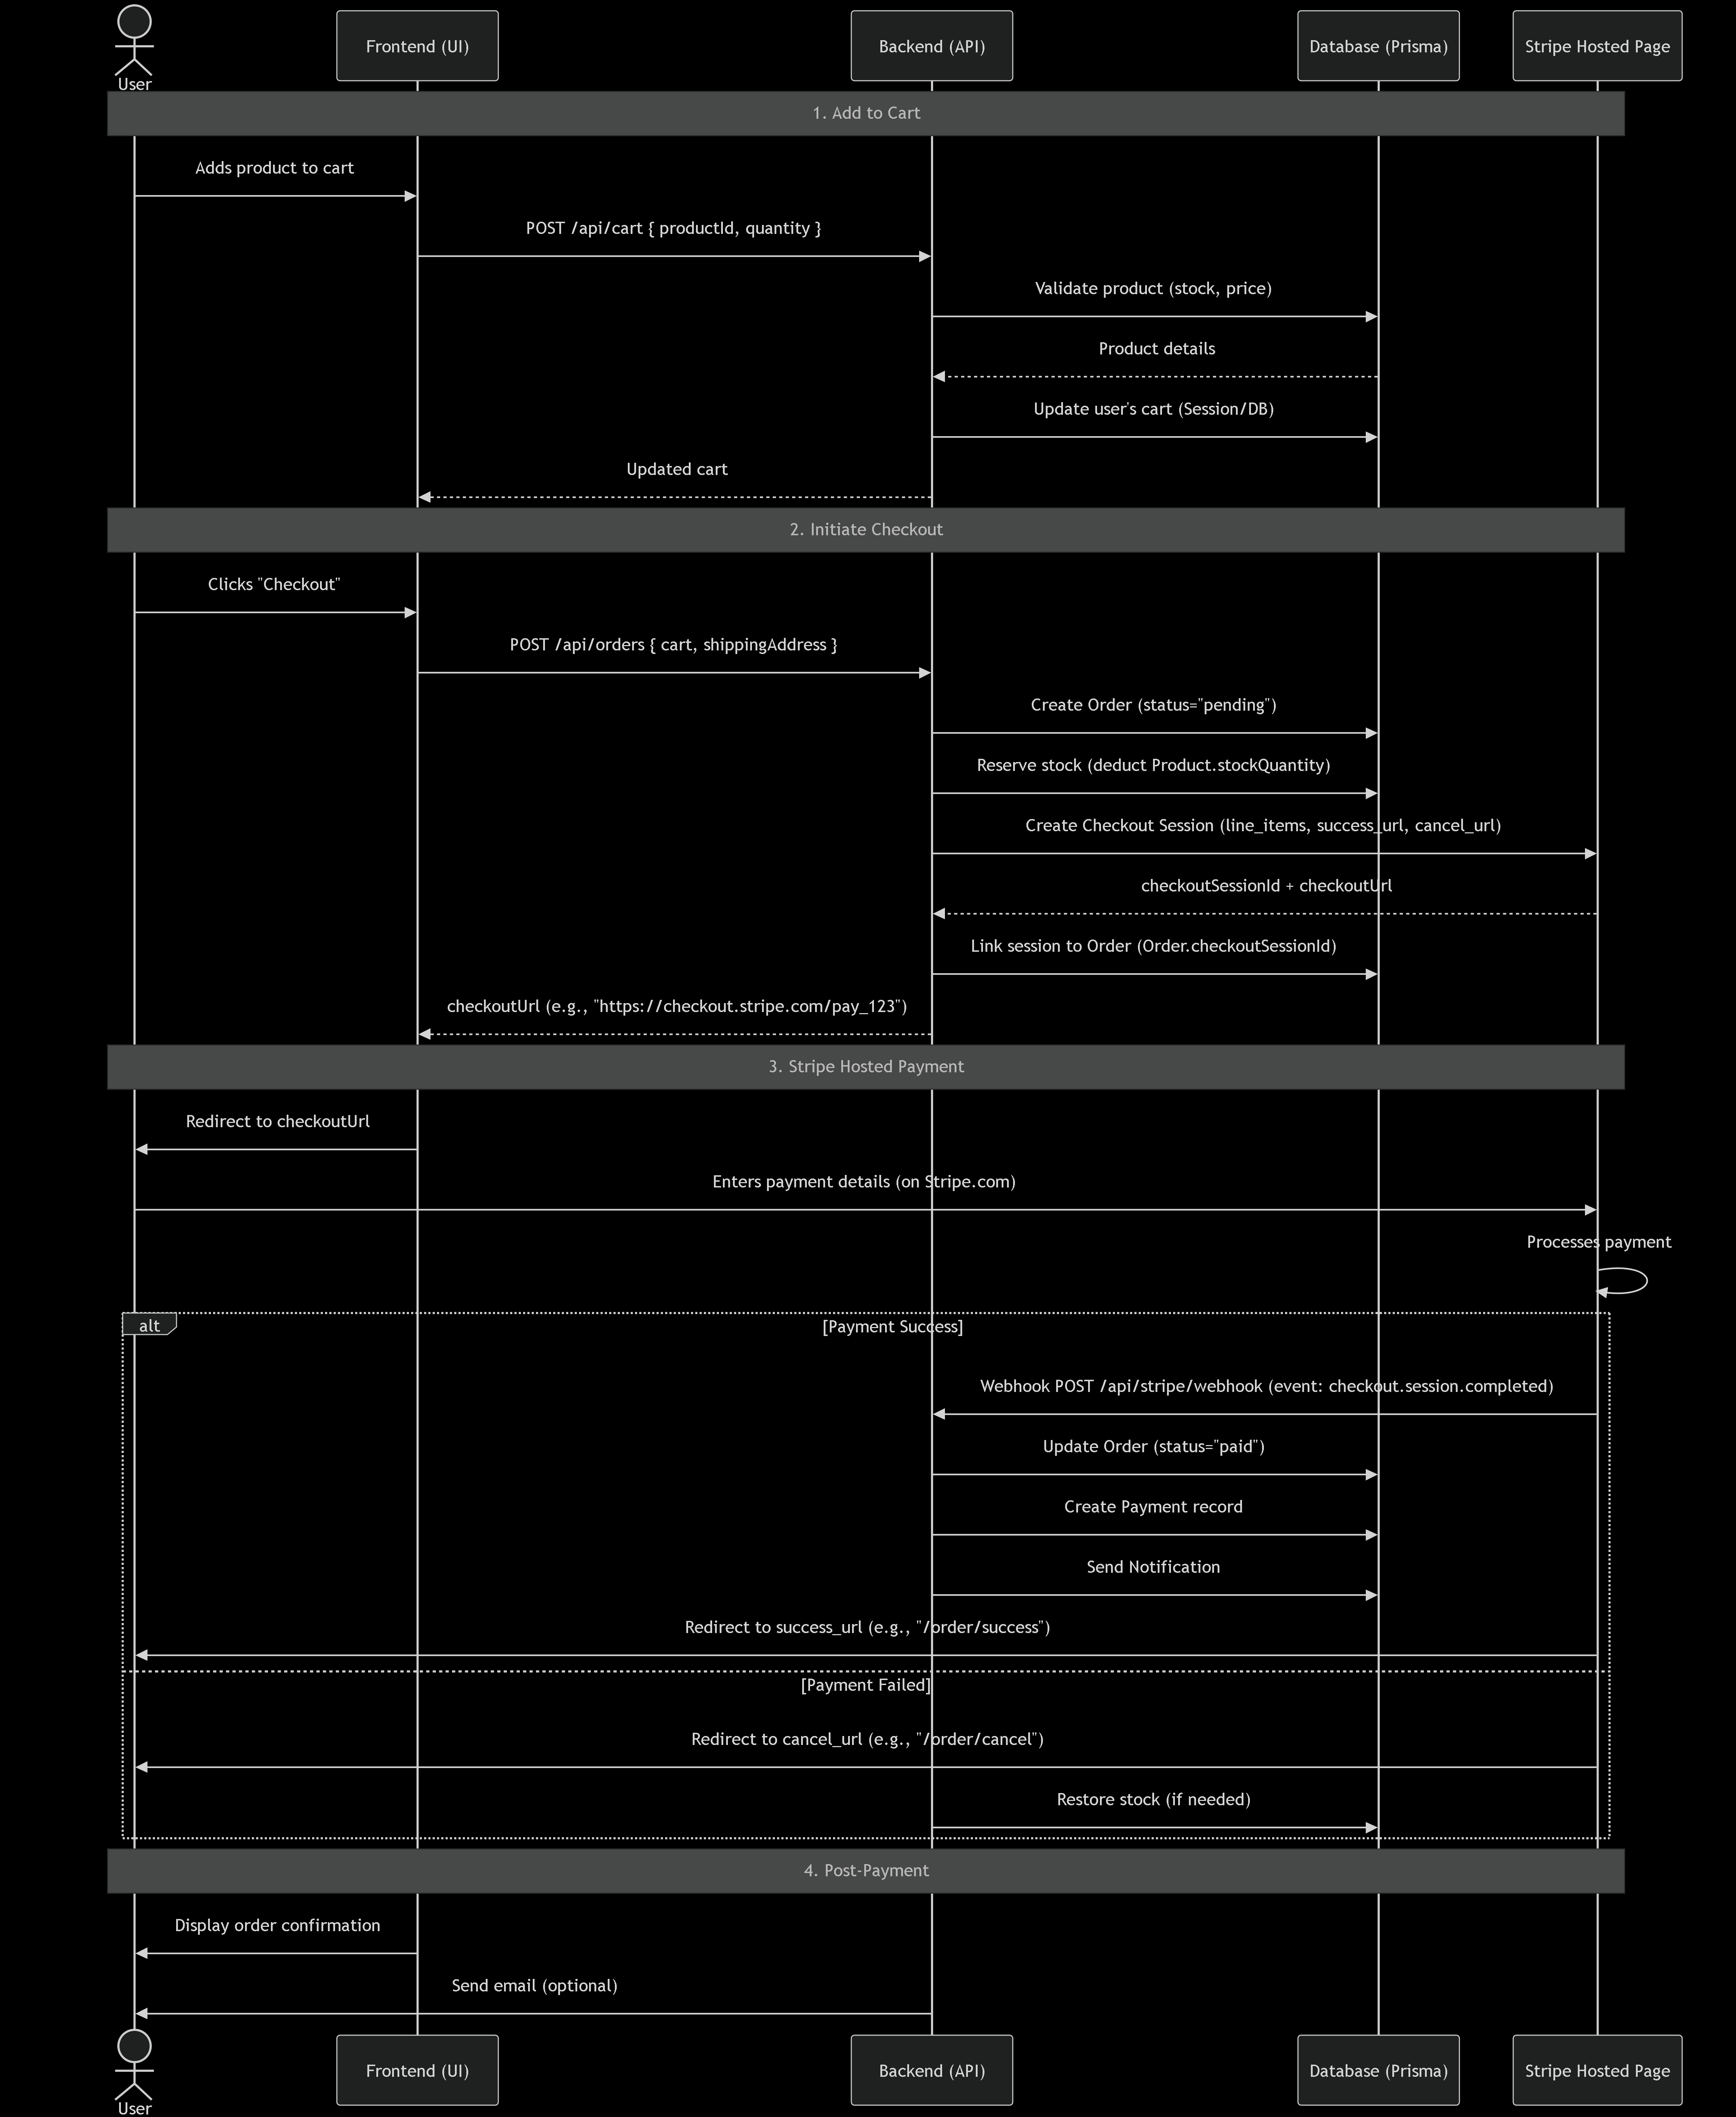 User
Frontend (UI)
Backend (API)
Database (Prisma)
Stripe Hosted Page
1. Add to Cart
Adds product to cart
POST /api/cart { productId, quantity }
Validate product (stock, price)
Product details
Update user's cart (Session/DB)
Updated cart
2. Initiate Checkout
Clicks "Checkout"
POST /api/orders { cart, shippingAddress }
Create Order (status="pending")
Reserve stock (deduct Product.stockQuantity)
Create Checkout Session (line_items, success_url, cancel_url)
checkoutSessionId + checkoutUrl
Link session to Order (Order.checkoutSessionId)
checkoutUrl (e.g., "https://checkout.stripe.com/pay_123")
3. Stripe Hosted Payment
Redirect to checkoutUrl
Enters payment details (on Stripe.com)
Processes payment
alt
[Payment Success]
Webhook POST /api/stripe/webhook (event: checkout.session.completed)
Update Order (status="paid")
Create Payment record
Send Notification
Redirect to success_url (e.g., "/order/success")
[Payment Failed]
Redirect to cancel_url (e.g., "/order/cancel")
Restore stock (if needed)
4. Post-Payment
Display order confirmation
Send email (optional)
User
Frontend (UI)
Backend (API)
Database (Prisma)
Stripe Hosted Page